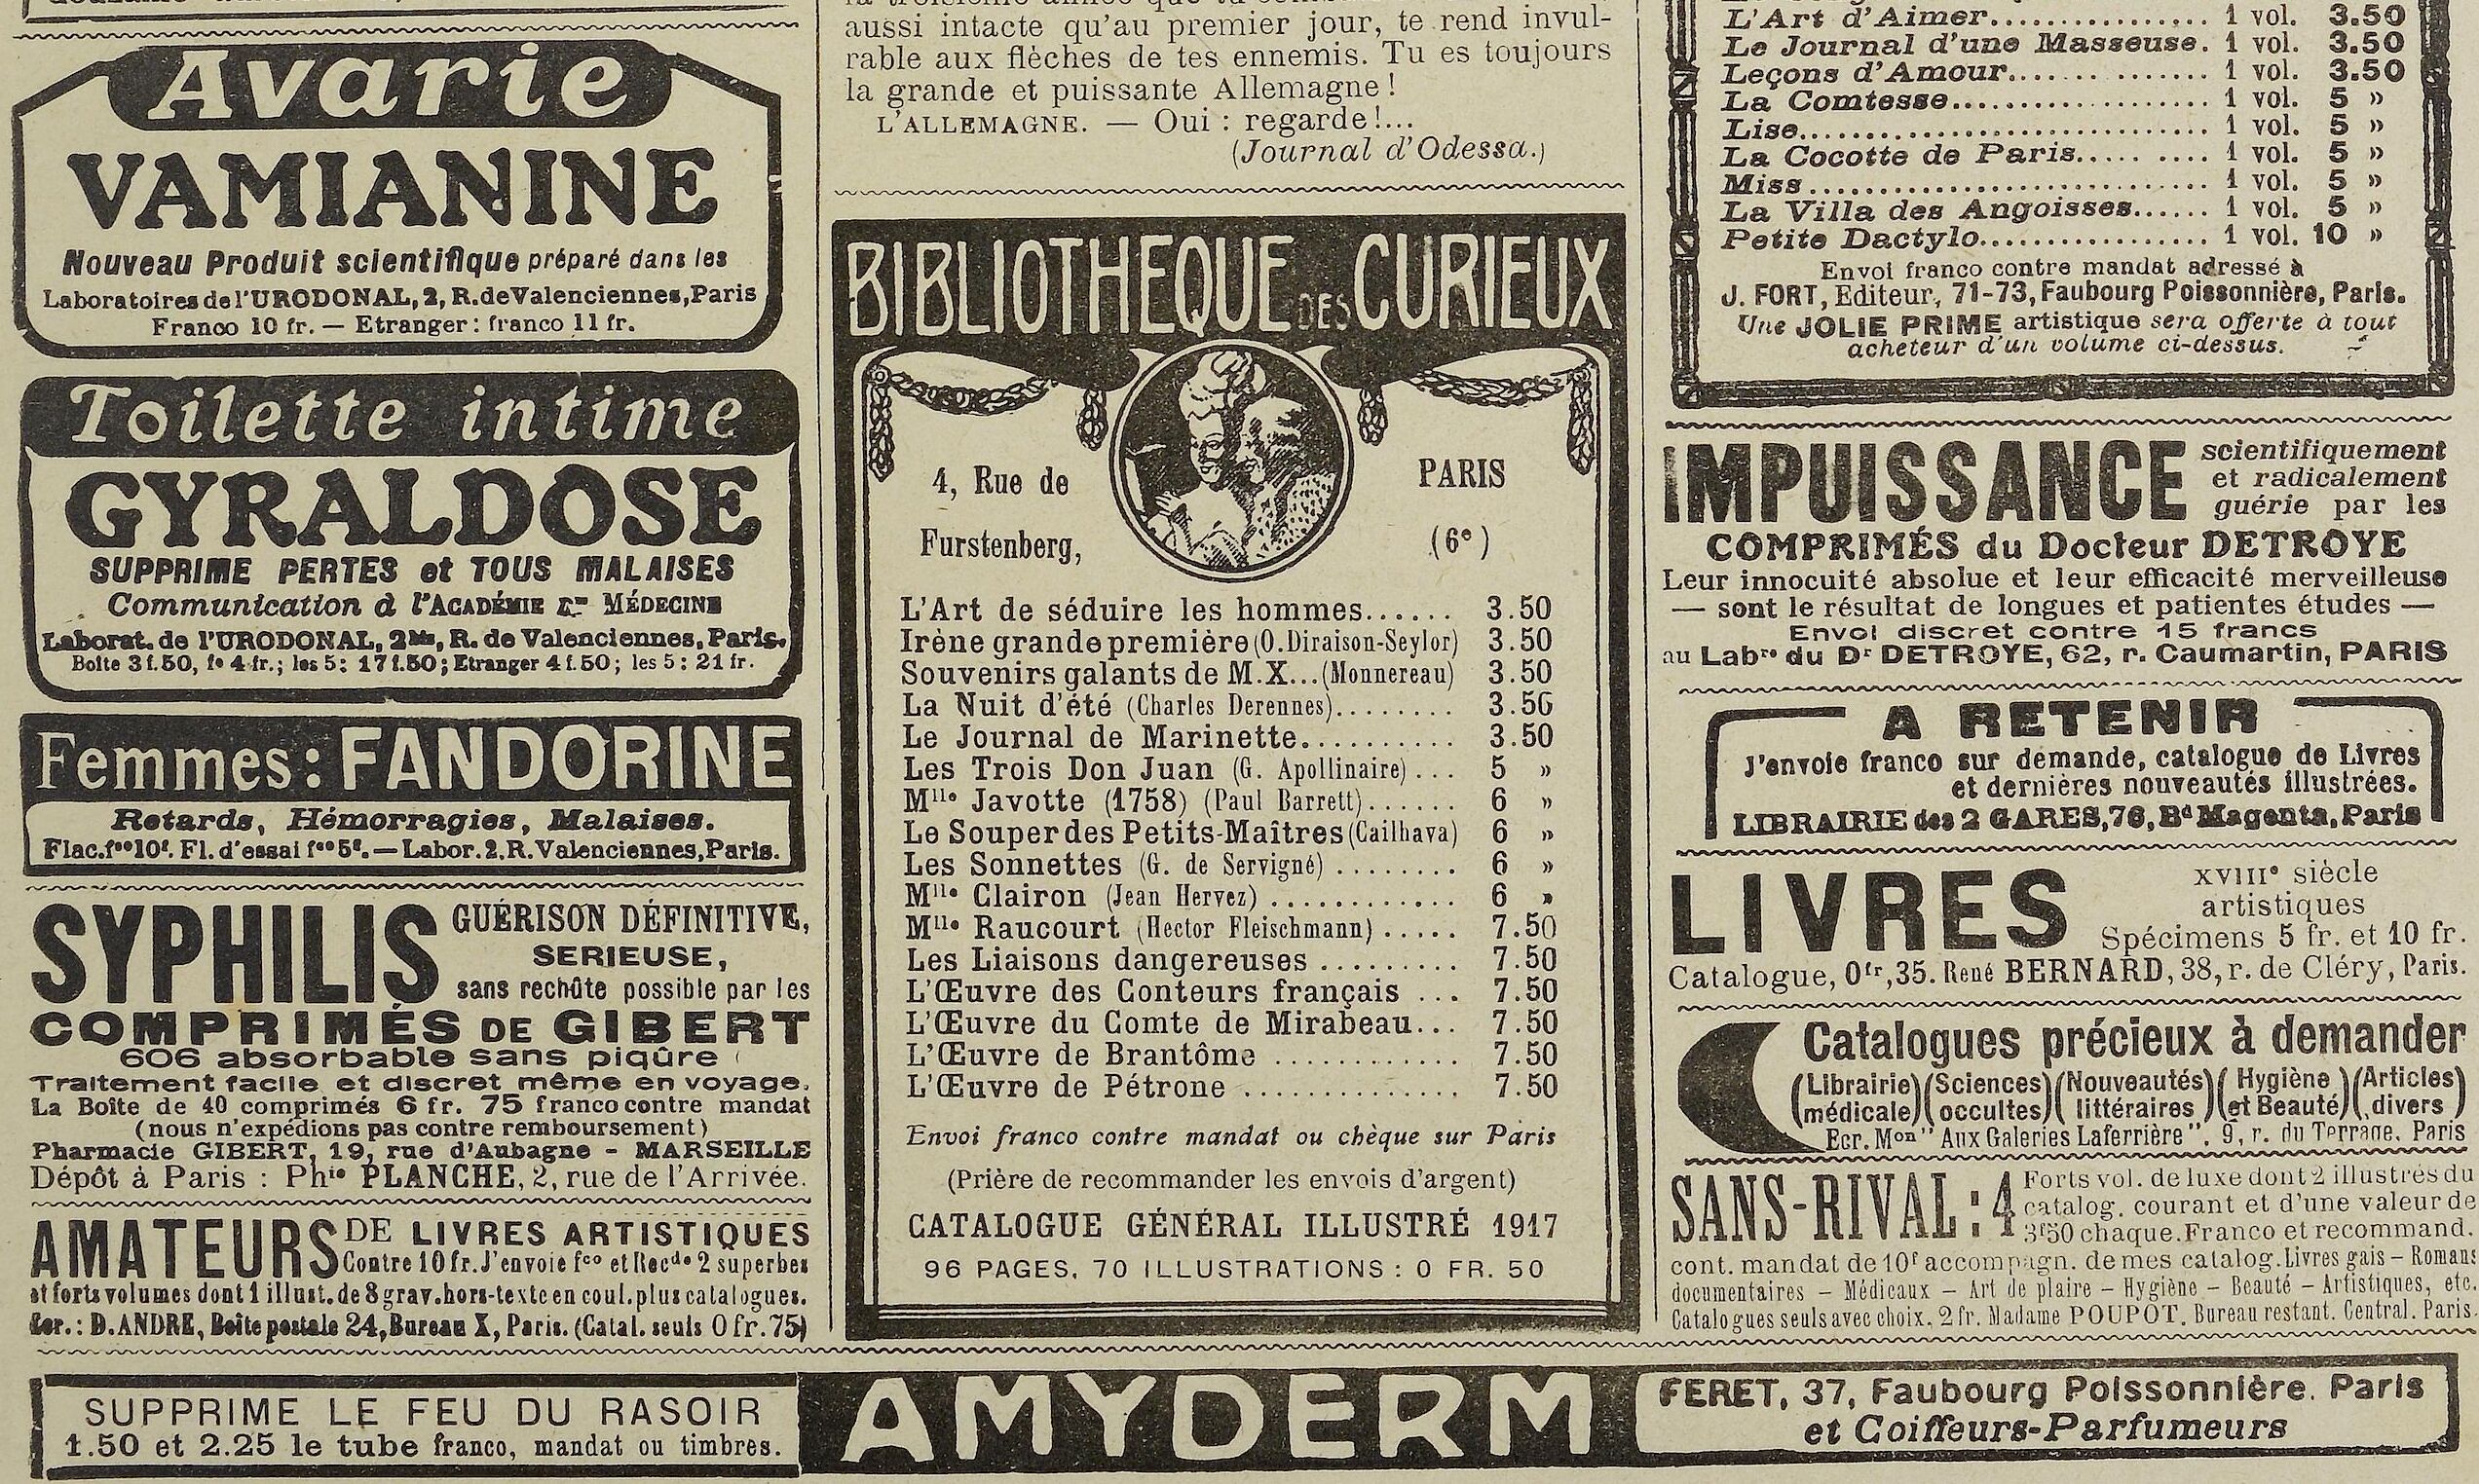 Avarie
VAMIANINE
Nouveau Produit scientifique préparé dans les
Laboratoires de l'URODONAL, 2, R. de Valenciennes, Paris
Franco 10 fr. — Etranger : franco 11 fr.
Toilette intime
GYRALDOSE
SUPPRIME PERTES et TOUS MALAISES
Communication à l'ACADÉMIE DE MÉDECINE
Laborat. de l'URODONAL, 2bis, R. de Valenciennes, Paris.
Boîte 3 f. 50, fo 4 fr.; les 5 : 17 f. 50; Etranger 4 f. 50; les 5 : 21 fr.
Femmes : FANDORINE
Retards, Hémorragies, Malaises.
Flac. fco 10f. Fl. d'essai fco 5f. — Labor. 2, R. Valenciennes, Paris.
SYPHILIS GUÉRISON DÉFINITIVE,
SERIEUSE,
sans rechûte possible par les
COMPRIMÉS DE GIBERT
606 absorbable sans piqûre
Traitement facile et discret même en voyage.
La Boîte de 40 comprimés 6 fr. 75 franco contre mandat
(nous n'expédions pas contre remboursement)
Pharmacie GIBERT, 19, rue d'Aubagne - MARSEILLE
Dépôt à Paris : Phie PLANCHE, 2, rue de l'Arrivée.
AMATEURS DE LIVRES ARTISTIQUES
Contre 10 fr. J'envoie fco et Recde 2 superbes
et forts volumes dont 1 illust. de 8 grav. hors-texte en coul. plus catalogues.
Ecr. : D. ANDRE, Boîte postale 24, Bureau X, Paris. (Catal. seuls 0 fr. 75)
aussi intacte qu'au premier jour, te rend invul-
rable aux flèches de tes ennemis. Tu es toujours
la grande et puissante Allemagne !
L'ALLEMAGNE. — Oui : regarde !...
(Journal d'Odessa.)
BIBLIOTHEQUE DES CURIEUX
4, Rue de
Furstenberg,
PARIS
(6e)
L'Art de séduire les hommes...... 3.50
Irène grande première (O. Diraison-Seylor) 3.50
Souvenirs galants de M. X... (Monnereau) 3.50
La Nuit d'été (Charles Derennes)........ 3.50
Le Journal de Marinette.......... 3.50
Les Trois Don Juan (G. Apollinaire)... 5 »
Mlle Javotte (1758) (Paul Barrett)...... 6 »
Le Souper des Petits-Maîtres (Cailhava) 6 »
Les Sonnettes (G. de Servigné) ........ 6 »
Mlle Clairon (Jean Hervez) ............ 6 »
Mlle Raucourt (Hector Fleischmann) ..... 7.50
Les Liaisons dangereuses ......... 7.50
L'Œuvre des Conteurs français ... 7.50
L'Œuvre du Comte de Mirabeau... 7.50
L'Œuvre de Brantôme ............ 7.50
L'Œuvre de Pétrone .............. 7.50
Envoi franco contre mandat ou chèque sur Paris
(Prière de recommander les envois d'argent)
CATALOGUE GÉNÉRAL ILLUSTRÉ 1917
96 PAGES, 70 ILLUSTRATIONS : 0 FR. 50
L'Art d'Aimer................ 1 vol. 3.50
Le Journal d'une Masseuse. 1 vol. 3.50
Leçons d'Amour............... 1 vol. 3.50
La Comtesse................... 1 vol. 5 »
Lise............................ 1 vol. 5 »
La Cocotte de Paris..... .... 1 vol. 5 »
Miss............................ 1 vol. 5 »
La Villa des Angoisses...... 1 vol. 5 »
Petite Dactylo................. 1 vol. 10 »
Envoi franco contre mandat adressé à
J. FORT, Editeur, 71-73, Faubourg Poissonnière, Paris.
Une JOLIE PRIME artistique sera offerte à tout
acheteur d'un volume ci-dessus.
IMPUISSANCE scientifiquement
et radicalement
guérie par les
COMPRIMÉS du Docteur DETROYE
Leur innocuité absolue et leur efficacité merveilleuse
— sont le résultat de longues et patientes études —
Envoi discret contre 15 francs
au Labre du Dr DETROYE, 62, r. Caumartin, PARIS
A RETENIR
J'envoie franco sur demande, catalogue de Livres
et dernières nouveautés illustrées.
LIBRAIRIE des 2 GARES, 76, Bd Magenta, Paris
LIVRES XVIIIe siècle
artistiques
Spécimens 5 fr. et 10 fr.
Catalogue, 0fr,35. René BERNARD, 38, r. de Cléry, Paris.
Catalogues précieux à demander
(Librairie médicale) (Sciences occultes) (Nouveautés littéraires) (Hygiène et Beauté) (Articles divers)
Ecr. Mon "Aux Galeries Laferrière", 9, r. du Terrage, Paris
SANS-RIVAL : 4 Forts vol. de luxe dont 2 illustrés du
catalog. courant et d'une valeur de
3f50 chaque. Franco et recommand.
cont. mandat de 10f accompagn. de mes catalog. Livres gais – Romans
documentaires – Médicaux – Art de plaire – Hygiène – Beauté – Artistiques, etc.
Catalogues seuls avec choix, 2 fr. Madame POUPOT, Bureau restant. Central. Paris.
SUPPRIME LE FEU DU RASOIR
1.50 et 2.25 le tube franco, mandat ou timbres.
AMYDERM
FERET, 37, Faubourg Poissonnière. Paris
et Coiffeurs-Parfumeurs